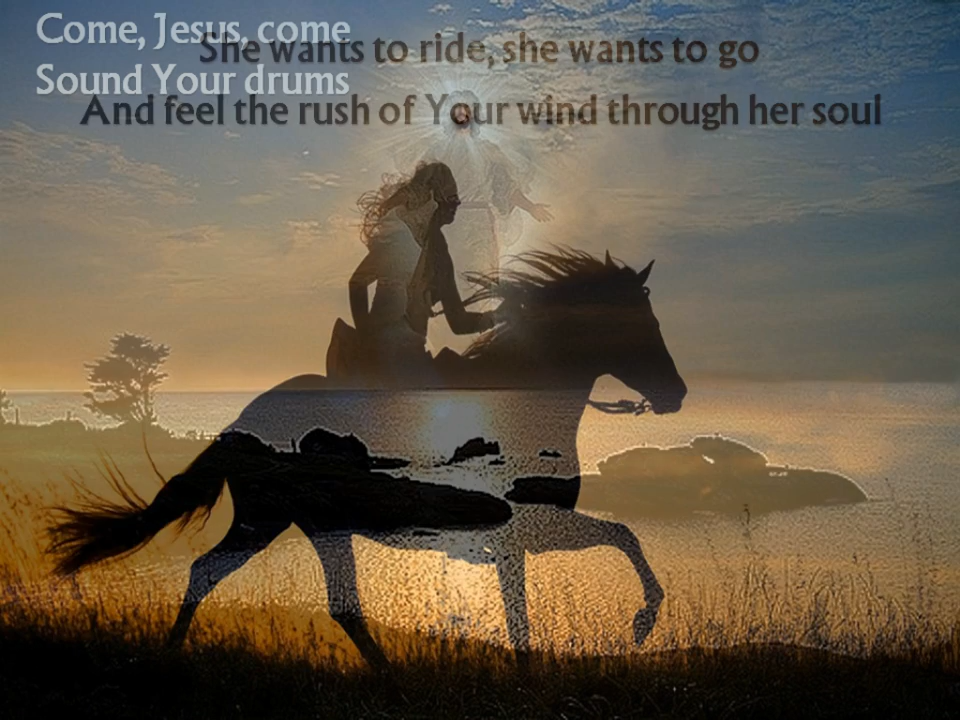 Come, Jesus, come
Sound Your drums
She wants to ride, she wants to go
And feel the rush of Your wind through her soul